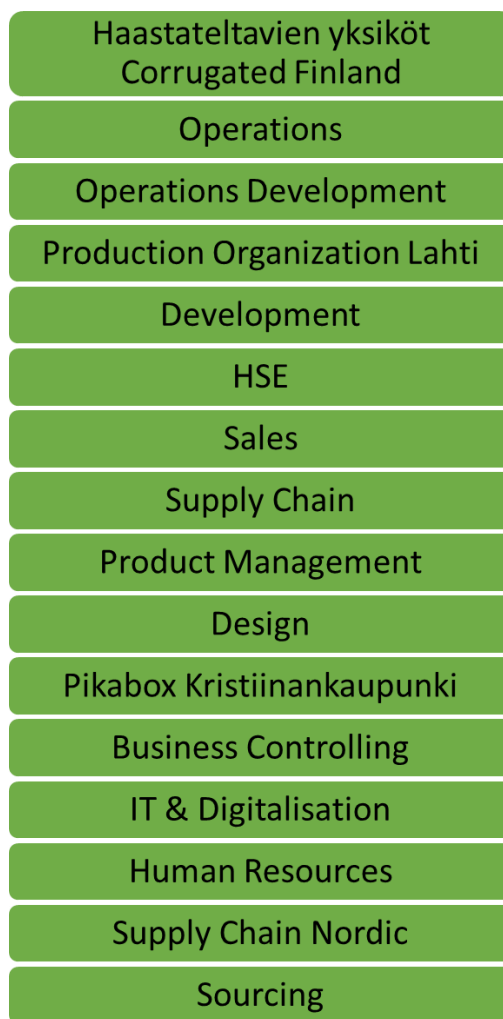 Haastateltavien yksiköt
Corrugated Finland
Operations
Operations Development
Production Organization Lahti
Development
HSE
Sales
Supply Chain
Product Management
Design
Pikabox Kristiinankaupunki
Business Controlling
IT & Digitalisation
Human Resources
Supply Chain Nordic
Sourcing